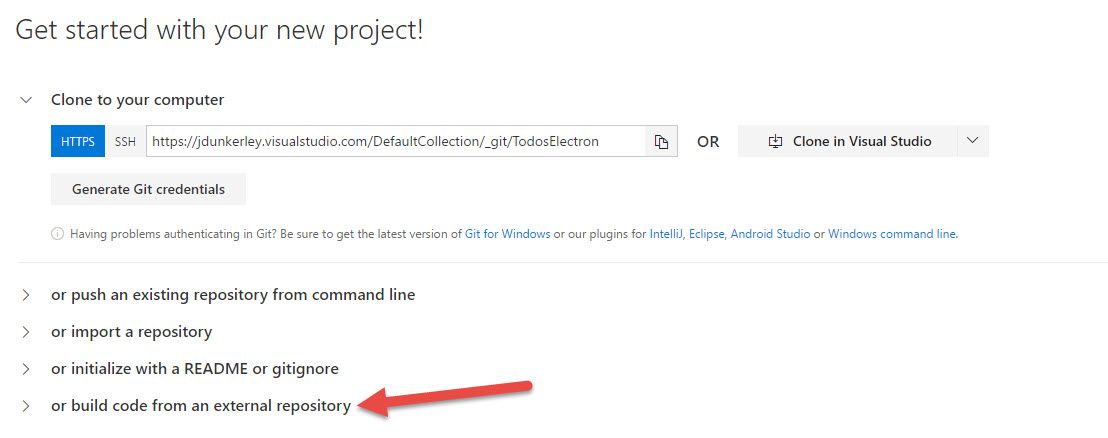 Get started with your new project!
Clone to your computer
HTTPS SSH https://jdunkerley.visualstudio.com/DefaultCollection/_git/TodosElectron OR Clone in Visual Studio
Generate Git credentials
Having problems authenticating in Git? Be sure to get the latest version of Git for Windows or our plugins for IntelliJ, Eclipse, Android Studio or Windows command line.
or push an existing repository from command line
or import a repository
or initialize with a README or gitignore
or build code from an external repository